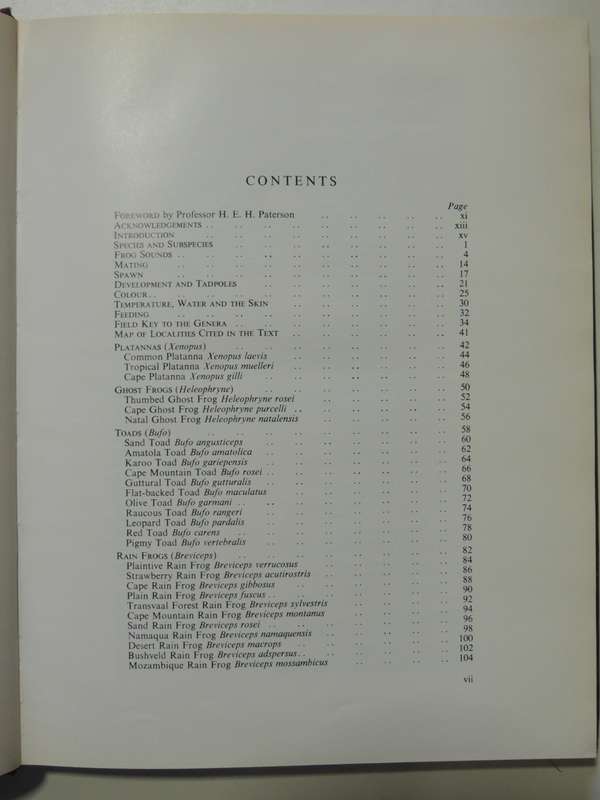 CONTENTS
Page
FOREWORD by Professor H. E. H. Paterson .. .. .. .. .. xi
ACKNOWLEDGEMENTS .. .. .. .. .. .. .. .. .. xiii
INTRODUCTION .. .. .. .. .. .. .. .. .. xv
SPECIES AND SUBSPECIES .. .. .. .. .. .. .. .. 1
FROG SOUNDS .. .. .. .. .. .. .. .. .. .. 4
MATING .. .. .. .. .. .. .. .. .. .. 14
SPAWN .. .. .. .. .. .. .. .. .. .. 17
DEVELOPMENT AND TADPOLES .. .. .. .. .. .. .. 21
COLOUR .. .. .. .. .. .. .. .. .. .. 25
TEMPERATURE, WATER AND THE SKIN .. .. .. .. .. .. 30
FEEDING .. .. .. .. .. .. .. .. .. .. 32
FIELD KEY TO THE GENERA .. .. .. .. .. .. .. .. 34
MAP OF LOCALITIES CITED IN THE TEXT .. .. .. .. .. .. 41
PLATANNAS (Xenopus) .. .. .. .. .. .. .. .. .. 42
Common Platanna Xenopus laevis .. .. .. .. .. .. 44
Tropical Platanna Xenopus muelleri .. .. .. .. .. .. 46
Cape Platanna Xenopus gilli .. .. .. .. .. .. .. 48
GHOST FROGS (Heleophryne) .. .. .. .. .. .. .. 50
Thumbed Ghost Frog Heleophryne rosei .. .. .. .. .. 52
Cape Ghost Frog Heleophryne purcelli .. .. .. .. .. .. 54
Natal Ghost Frog Heleophryne natalensis .. .. .. .. .. 56
TOADS (Bufo) .. .. .. .. .. .. .. .. .. 58
Sand Toad Bufo angusticeps .. .. .. .. .. .. .. 60
Amatola Toad Bufo amatolica .. .. .. .. .. .. .. 62
Karoo Toad Bufo gariepensis .. .. .. .. .. .. .. 64
Cape Mountain Toad Bufo rosei .. .. .. .. .. .. .. 66
Guttural Toad Bufo gutturalis .. .. .. .. .. .. .. 68
Flat-backed Toad Bufo maculatus .. .. .. .. .. .. 70
Olive Toad Bufo garmani .. .. .. .. .. .. .. .. 72
Raucous Toad Bufo rangeri .. .. .. .. .. .. .. 74
Leopard Toad Bufo pardalis .. .. .. .. .. .. .. 76
Red Toad Bufo carens .. .. .. .. .. .. .. .. 78
Pigmy Toad Bufo vertebralis .. .. .. .. .. .. .. 80
RAIN FROGS (Breviceps) .. .. .. .. .. .. .. .. 82
Plaintive Rain Frog Breviceps verrucosus .. .. .. .. .. 84
Strawberry Rain Frog Breviceps acutirostris .. .. .. .. .. 86
Cape Rain Frog Breviceps gibbosus .. .. .. .. .. .. 88
Plain Rain Frog Breviceps fuscus .. .. .. .. .. .. .. 90
Transvaal Forest Rain Frog Breviceps sylvestris .. .. .. .. 92
Cape Mountain Rain Frog Breviceps montanus .. .. .. .. 94
Sand Rain Frog Breviceps rosei .. .. .. .. .. .. .. 96
Namaqua Rain Frog Breviceps namaquensis .. .. .. .. .. 98
Desert Rain Frog Breviceps macrops .. .. .. .. .. .. 100
Bushveld Rain Frog Breviceps adspersus .. .. .. .. .. .. 102
Mozambique Rain Frog Breviceps mossambicus .. .. .. .. 104
vii